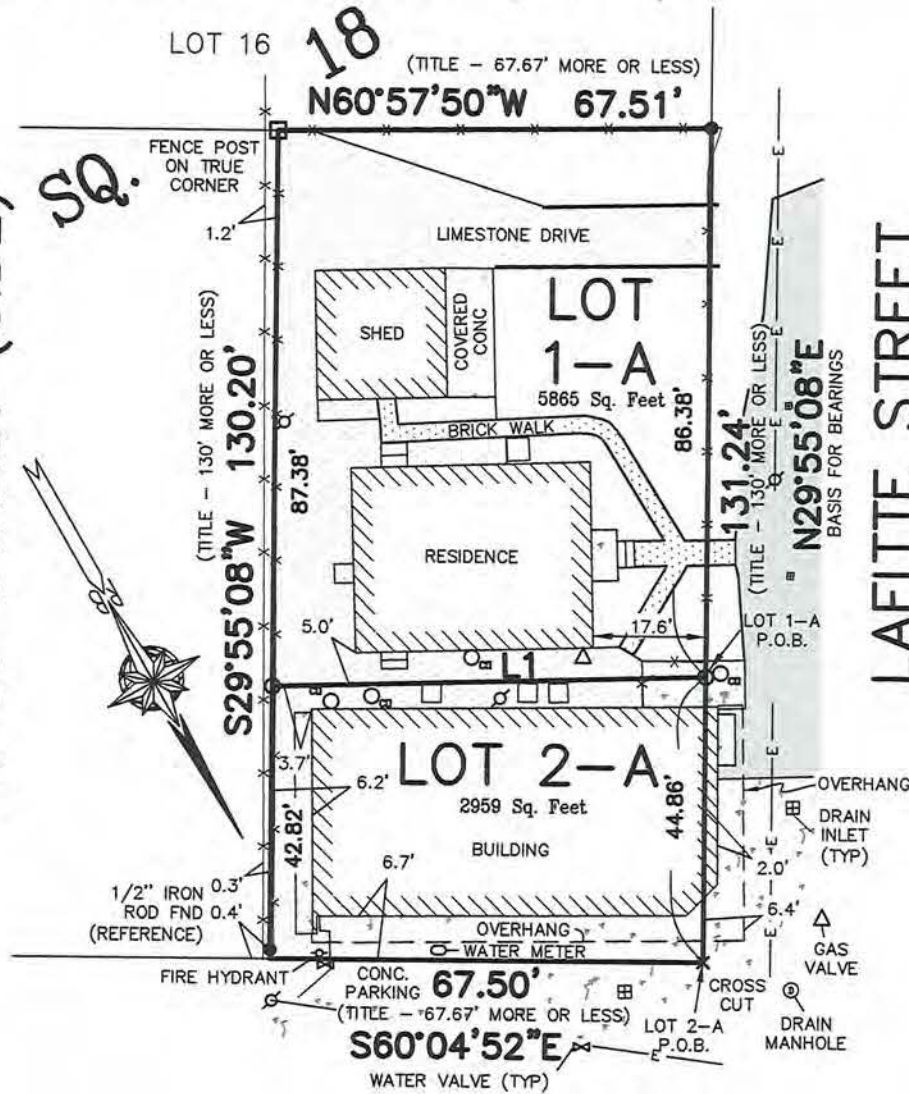 LOT 16
18
(TITLE - 67.67' MORE OR LESS)
N60°57'50"W 67.51'
FENCE POST
ON TRUE
CORNER
SQ.
1.2'
LIMESTONE DRIVE
SHED
COVERED
CONC
LOT
1-A
5865 Sq. Feet
BRICK WALK
S29°55'08"W 130.20'
(TITLE - 130' MORE OR LESS)
87.38'
86.38'
131.24'
(TITLE - 130' MORE OR LESS)
N29°55'08"E
BASIS FOR BEARINGS
LAFITTE STREET
RESIDENCE
5.0'
17.6'
LOT 1-A
P.O.B.
L1
LOT 2-A
2959 Sq. Feet
BUILDING
3.7'
6.2'
42.82'
44.86'
6.7'
OVERHANG
DRAIN
INLET
(TYP)
2.0'
6.4'
1/2" IRON
ROD FND
(REFERENCE)
0.3'
0.4'
OVERHANG
WATER METER
GAS
VALVE
FIRE HYDRANT
CONC.
PARKING
67.50'
(TITLE - 67.67' MORE OR LESS)
S60°04'52"E
CROSS
CUT
LOT 2-A
P.O.B.
DRAIN
MANHOLE
WATER VALVE (TYP)
E
E
E
E
E
E